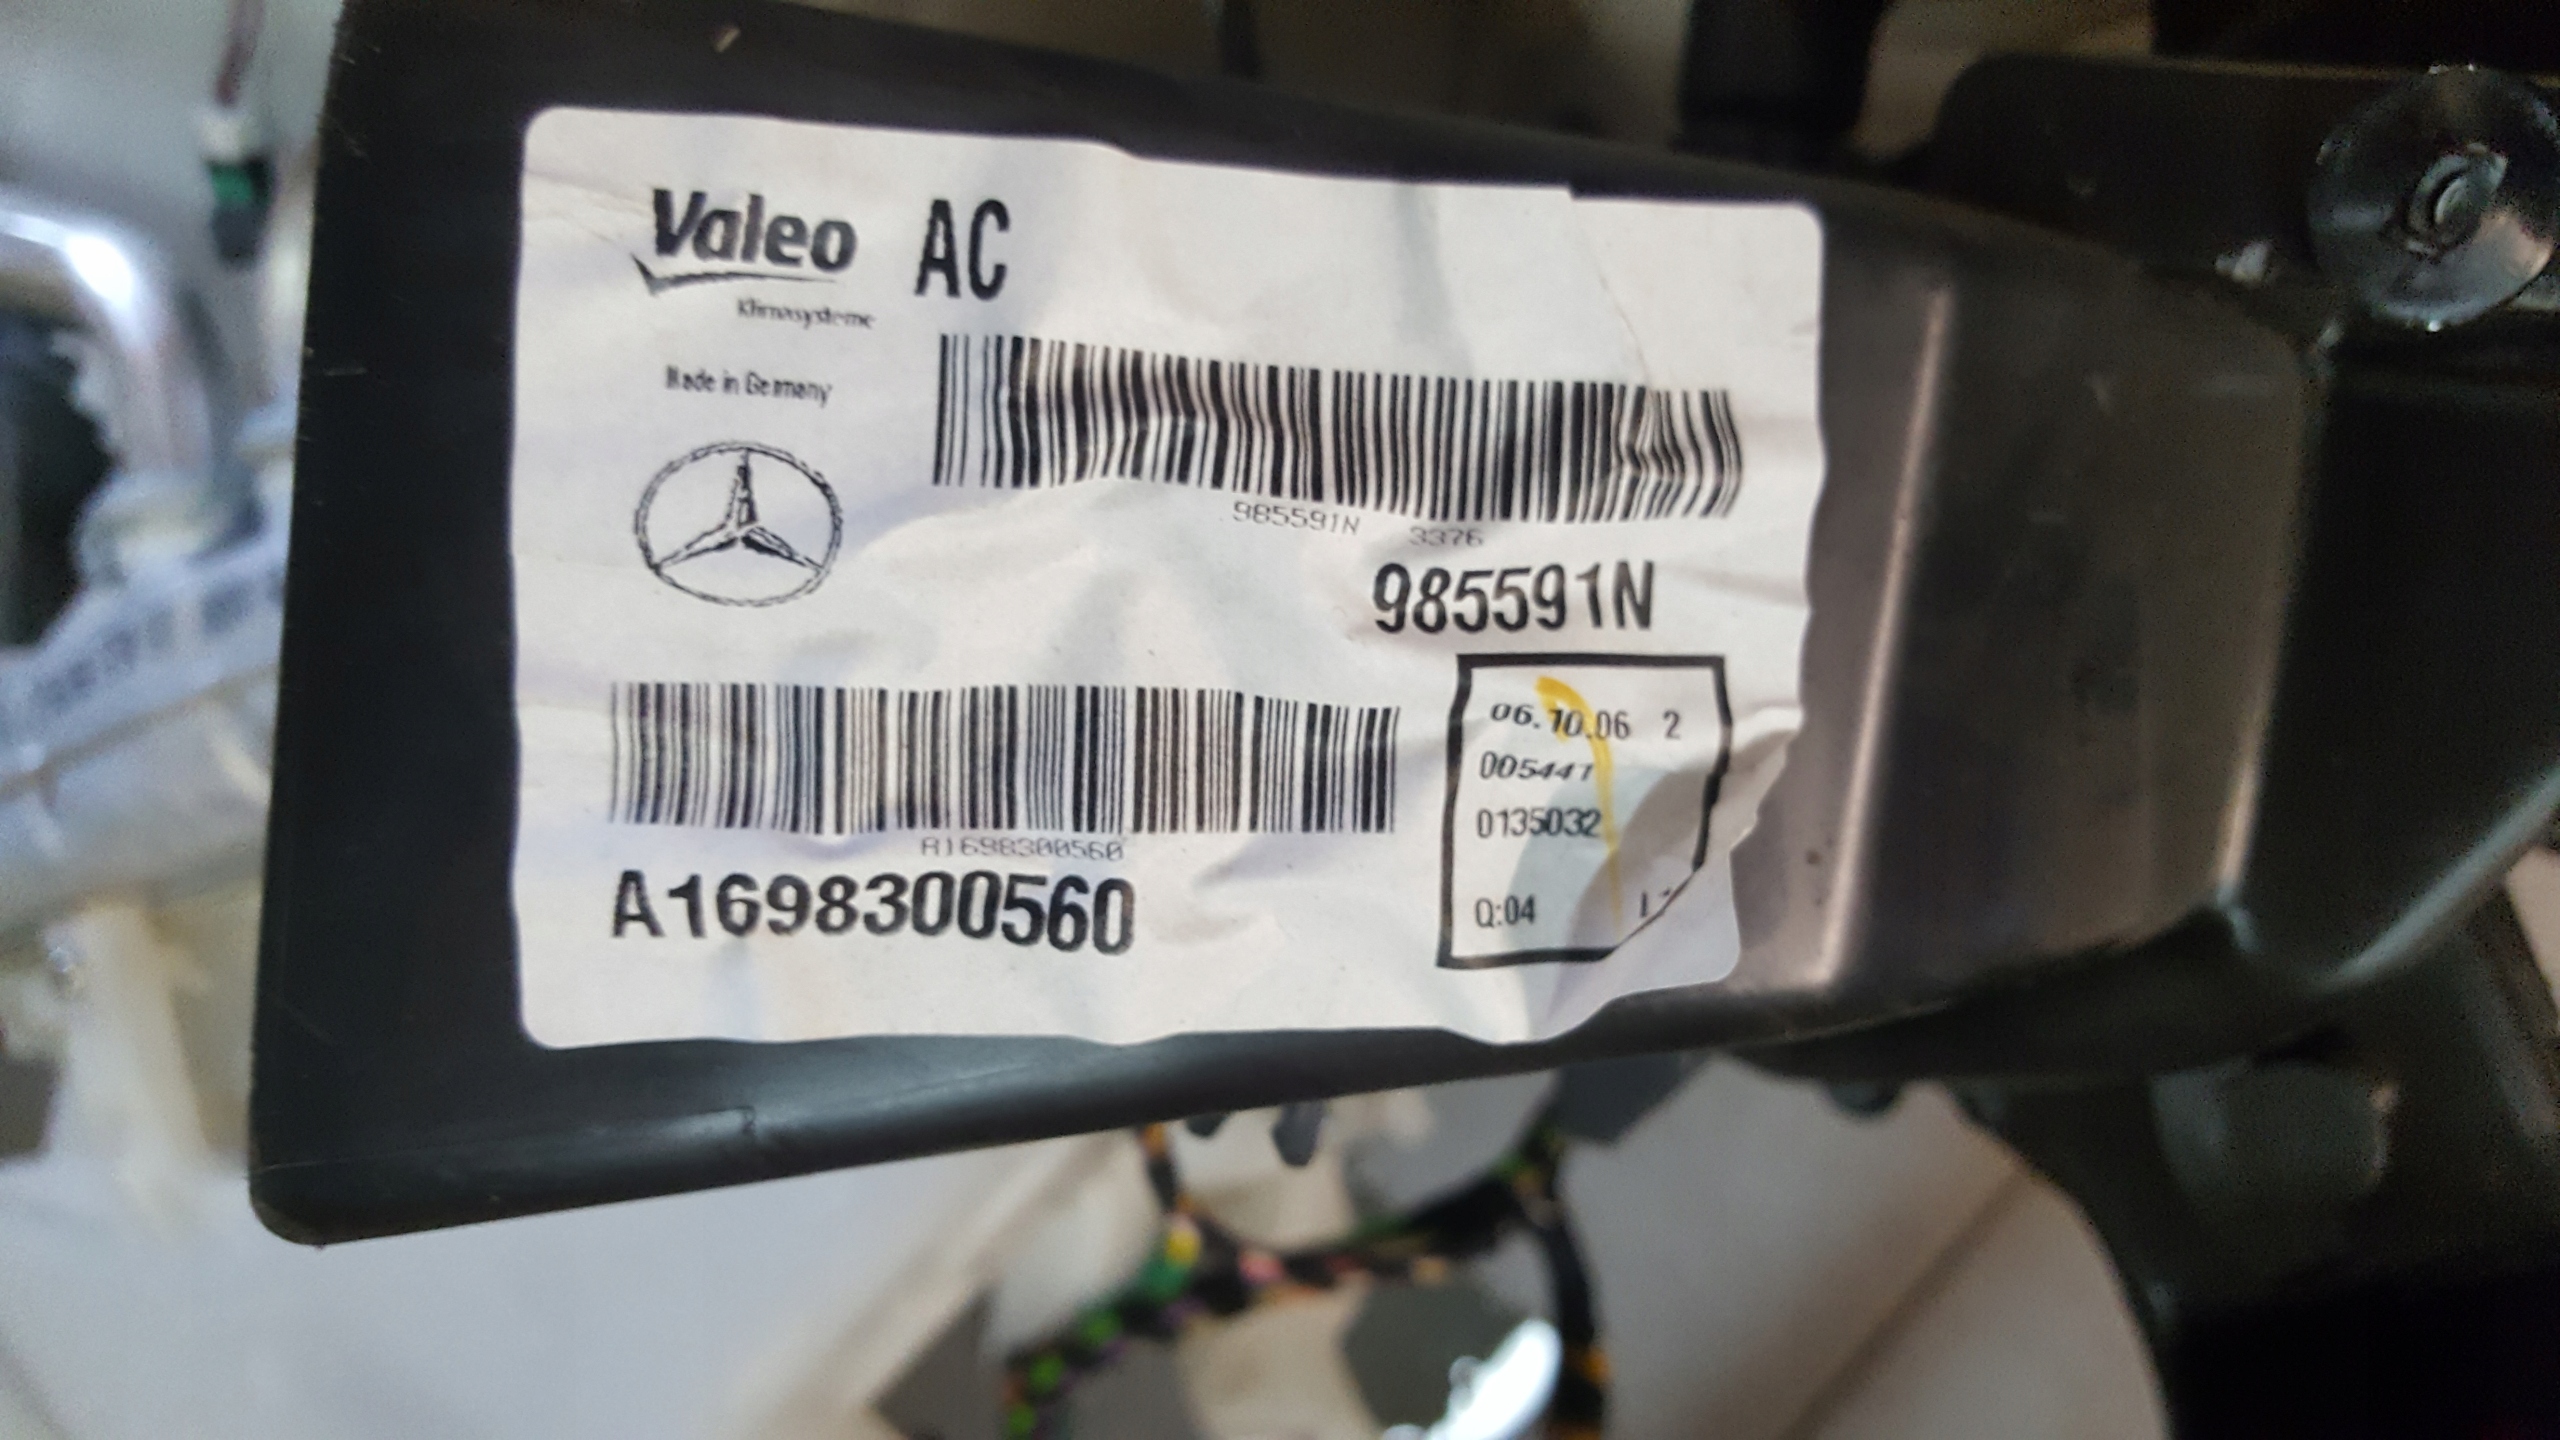 Valeo AC
Klimasysteme
Made in Germany
985591N 3376
985591N
A1698300560
A1698300560
06.10.06 2
005441
0135032
Q:04